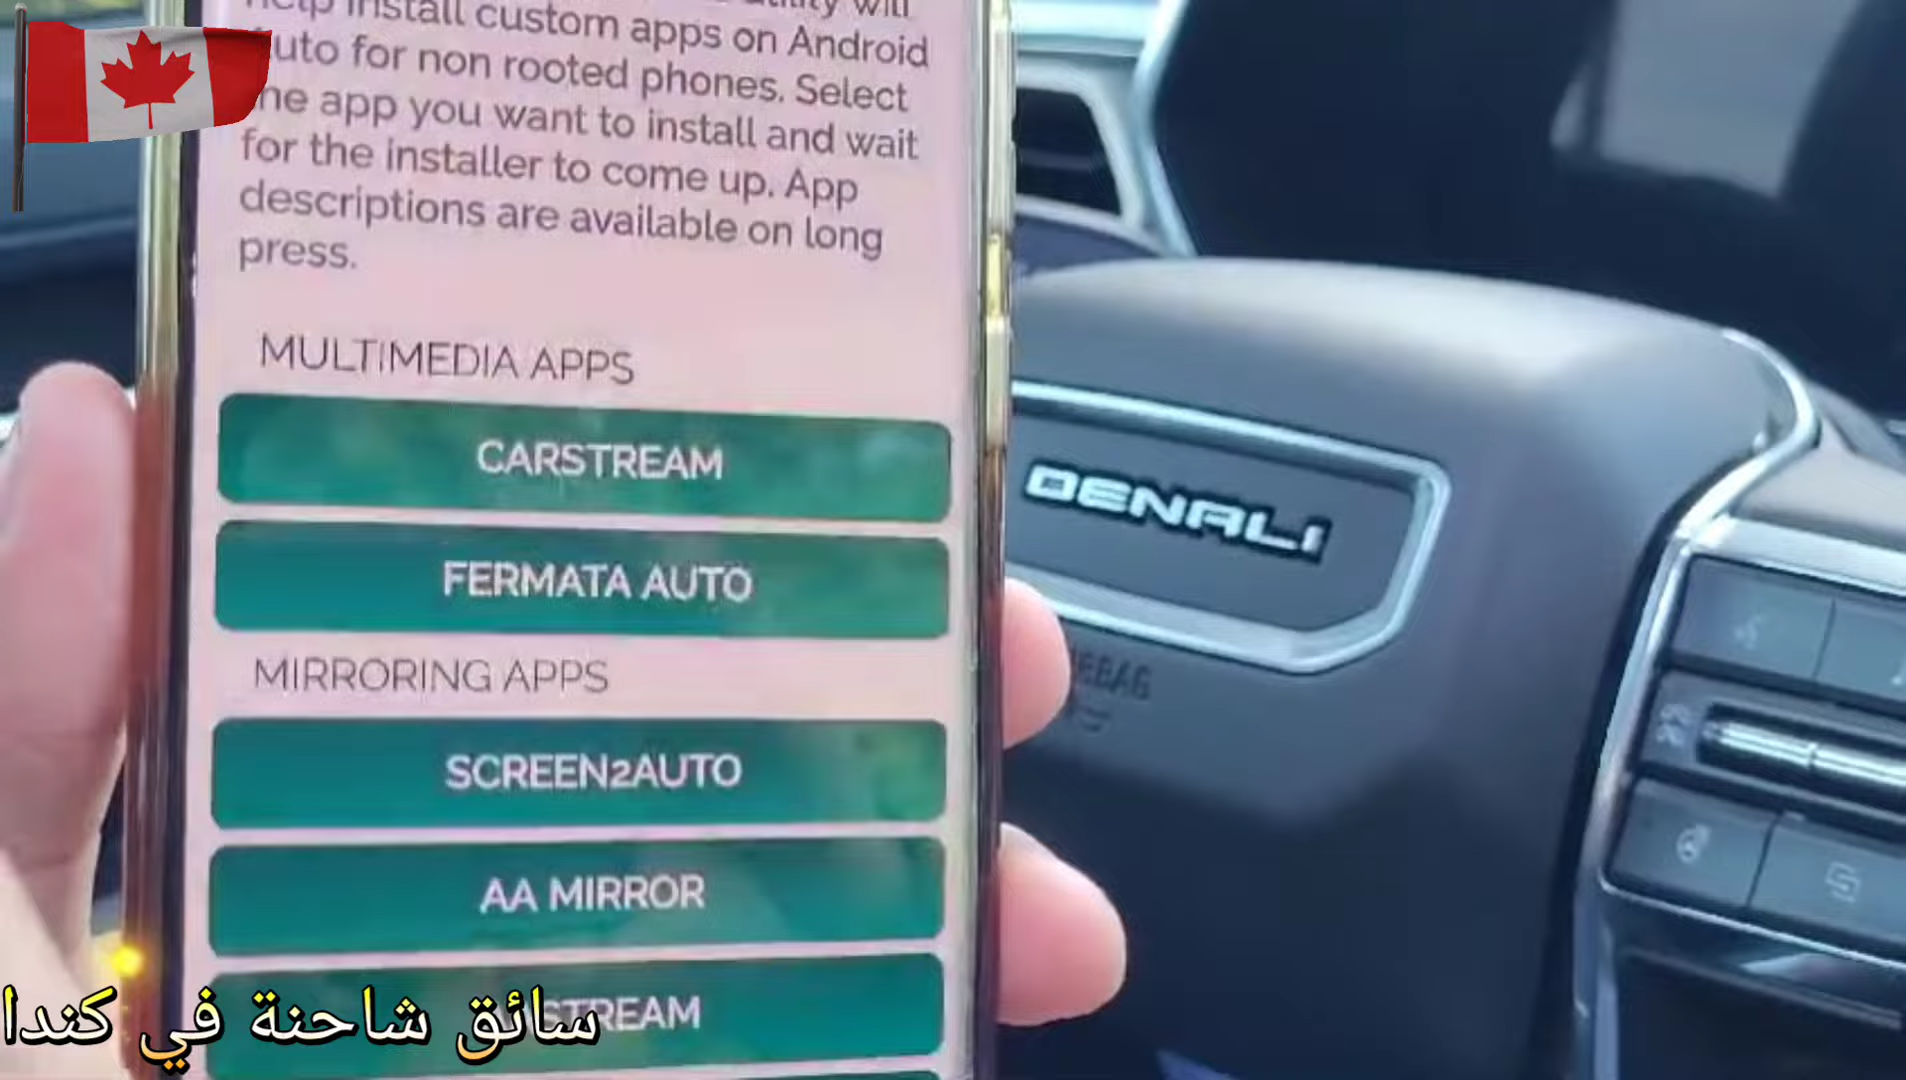 help install custom apps on Android
Auto for non rooted phones. Select
the app you want to install and wait
for the installer to come up. App
descriptions are available on long
press.
MULTIMEDIA APPS
CARSTREAM
FERMATA AUTO
MIRRORING APPS
SCREEN2AUTO
AA MIRROR
STREAM
DENALI
سائق شاحنة في كندا